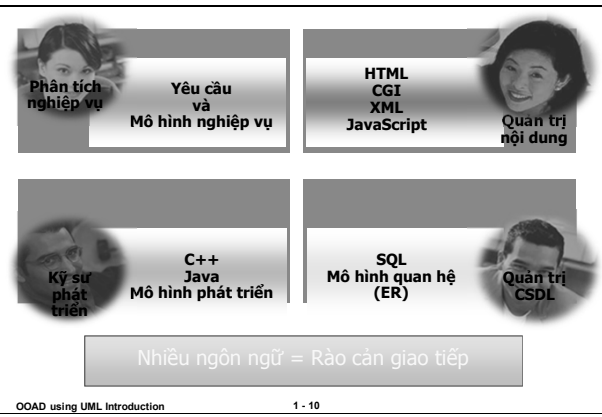 Phân tích
nghiệp vụ
Yêu cầu
và
Mô hình nghiệp vụ
HTML
CGI
XML
JavaScript
Quản trị
nội dung
Kỹ sư
phát
triển
C++
Java
Mô hình phát triển
SQL
Mô hình quan hệ
(ER)
Quản trị
CSDL
Nhiều ngôn ngữ = Rào cản giao tiếp
OOAD using UML Introduction 1 - 10